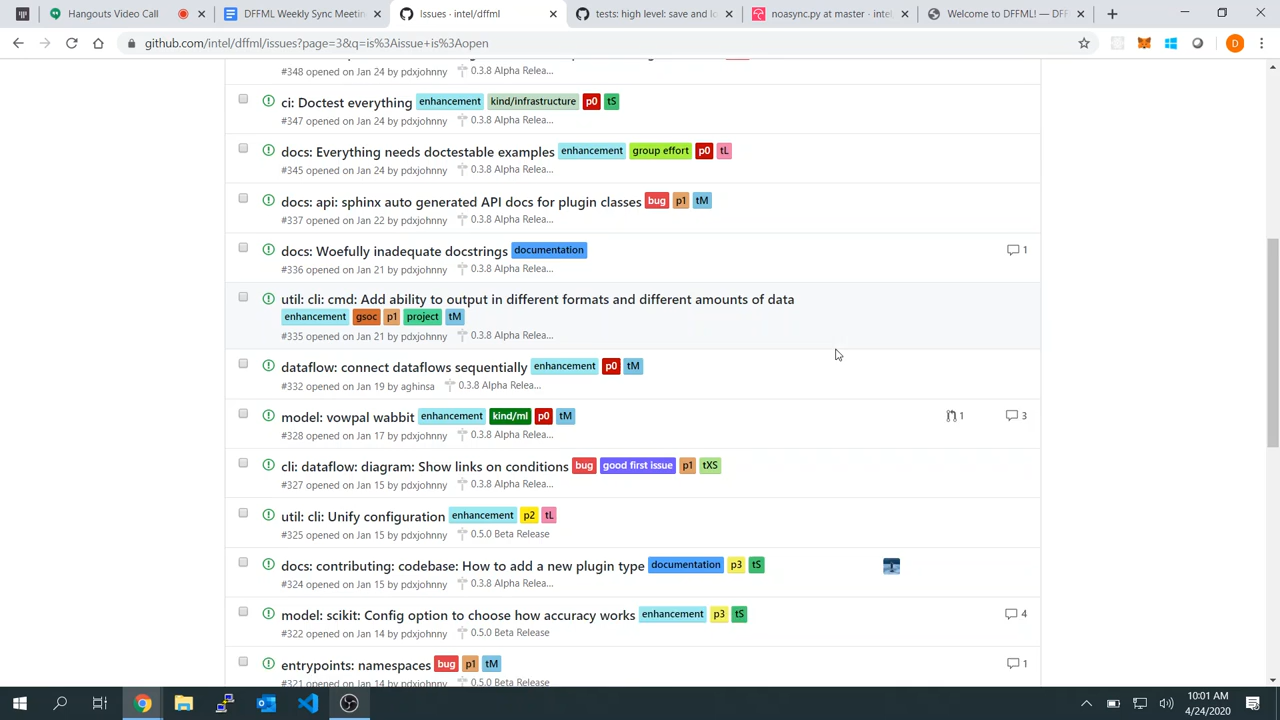 Hangouts Video Call
DFFML Weekly Sync Meetin
Issues · intel/dffml
tests: high level: save and lo
noasync.py at master · inte
Welcome to DFFML! — DFF
github.com/intel/dffml/issues?page=3&q=is%3Aissue+is%3Aopen
D
#348 opened on Jan 24 by pdxjohnny 0.3.8 Alpha Relea...
ci: Doctest everything enhancement kind/infrastructure p0 tS
#347 opened on Jan 24 by pdxjohnny 0.3.8 Alpha Relea...
docs: Everything needs doctestable examples enhancement group effort p0 tL
#345 opened on Jan 24 by pdxjohnny 0.3.8 Alpha Relea...
docs: api: sphinx auto generated API docs for plugin classes bug p1 tM
#337 opened on Jan 22 by pdxjohnny 0.3.8 Alpha Relea...
docs: Woefully inadequate docstrings documentation 1
#336 opened on Jan 21 by pdxjohnny 0.3.8 Alpha Relea...
util: cli: cmd: Add ability to output in different formats and different amounts of data
enhancement gsoc p1 project tM
#335 opened on Jan 21 by pdxjohnny 0.3.8 Alpha Relea...
dataflow: connect dataflows sequentially enhancement p0 tM
#332 opened on Jan 19 by aghinsa 0.3.8 Alpha Relea...
model: vowpal wabbit enhancement kind/ml p0 tM 1 3
#328 opened on Jan 17 by pdxjohnny 0.3.8 Alpha Relea...
cli: dataflow: diagram: Show links on conditions bug good first issue p1 tXS
#327 opened on Jan 15 by pdxjohnny 0.3.8 Alpha Relea...
util: cli: Unify configuration enhancement p2 tL
#325 opened on Jan 15 by pdxjohnny 0.5.0 Beta Release
docs: contributing: codebase: How to add a new plugin type documentation p3 tS
#324 opened on Jan 15 by pdxjohnny 0.3.8 Alpha Relea...
model: scikit: Config option to choose how accuracy works enhancement p3 tS 4
#322 opened on Jan 14 by pdxjohnny 0.5.0 Beta Release
entrypoints: namespaces bug p1 tM 1
#321 opened on Jan 14 by pdxjohnny 0.5.0 Beta Release
10:01 AM
4/24/2020